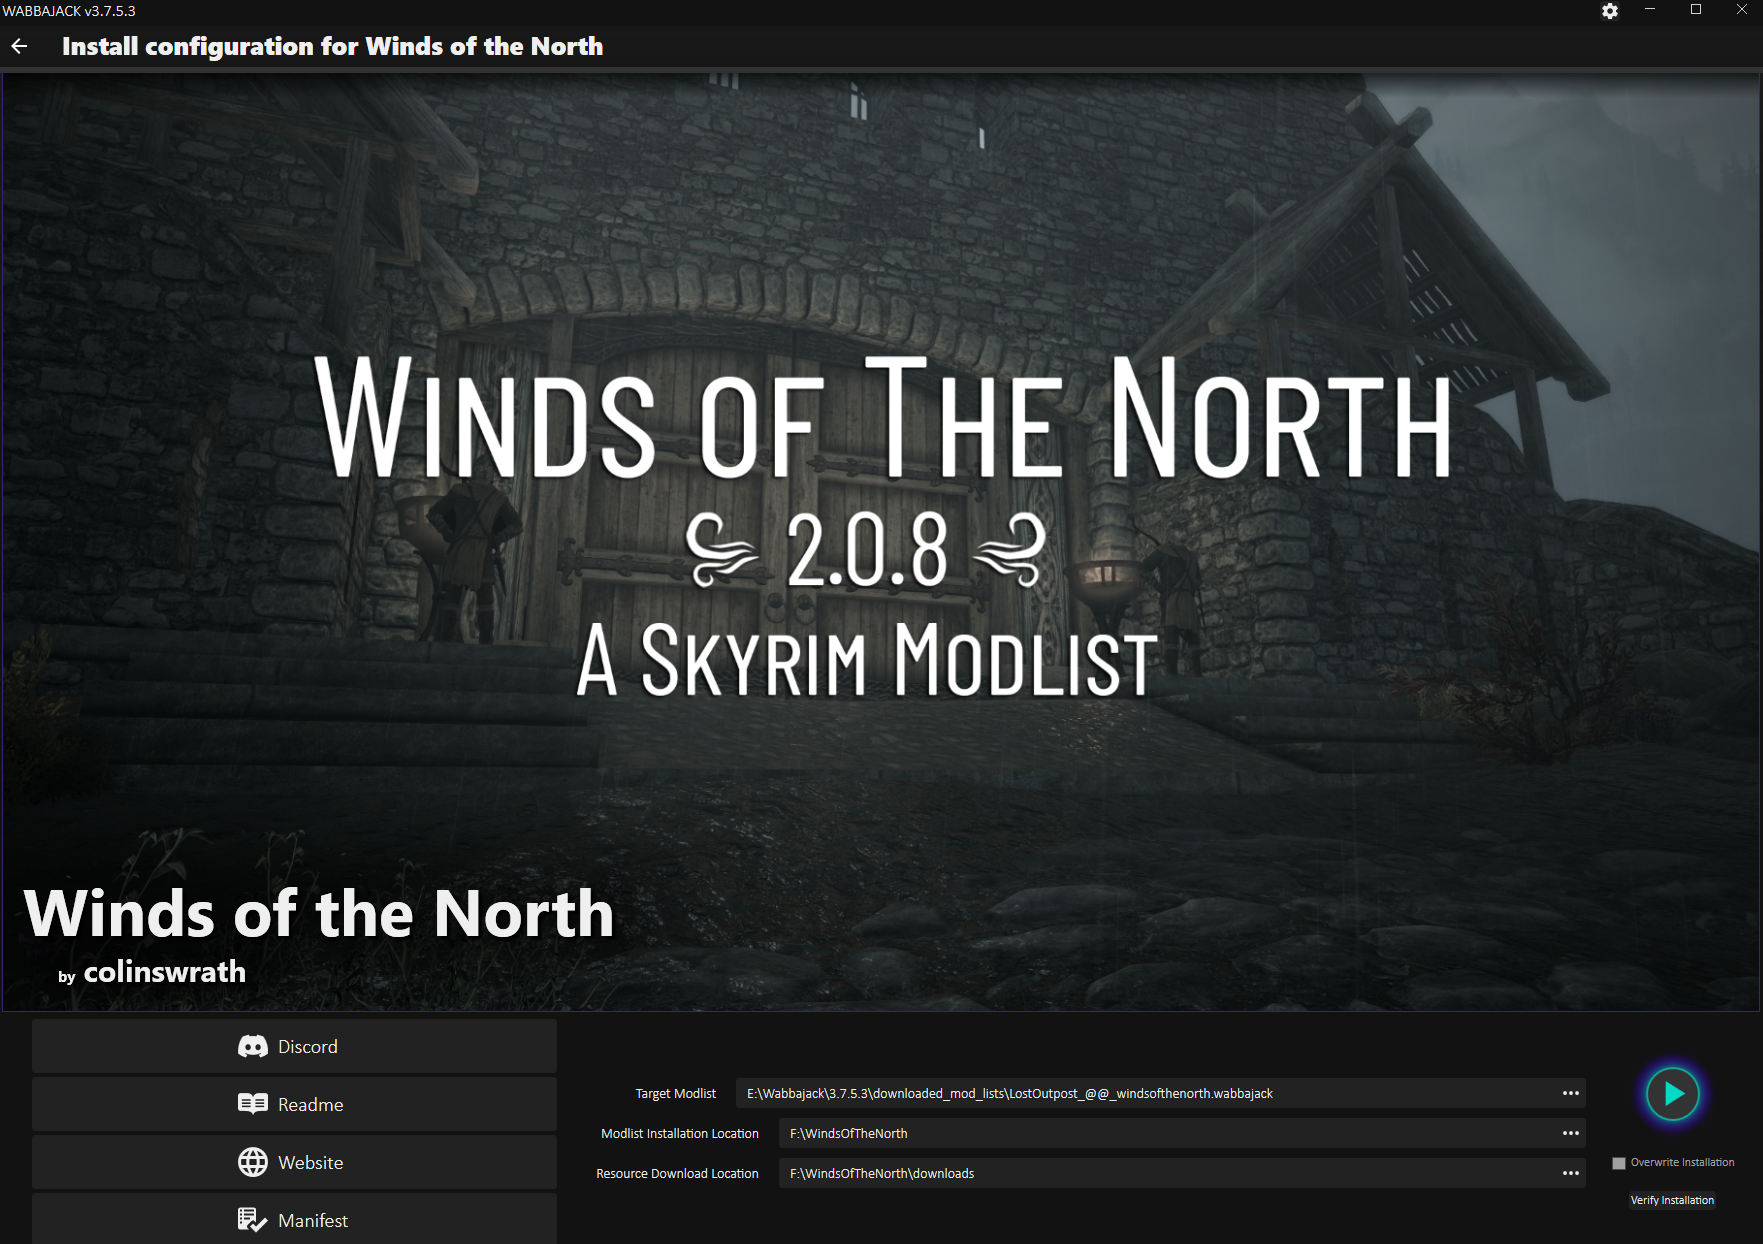 WABBAJACK v3.7.5.3
Install configuration for Winds of the North
WINDS OF THE NORTH
2.0.8
A SKYRIM MODLIST
Winds of the North
by colinswrath
Discord
Readme
Website
Manifest
Target Modlist E:\Wabbajack\3.7.5.3\downloaded_mod_lists\LostOutpost_@@_windsofthenorth.wabbajack
Modlist Installation Location F:\WindsOfTheNorth
Resource Download Location F:\WindsOfTheNorth\downloads
Overwrite Installation
Verify Installation